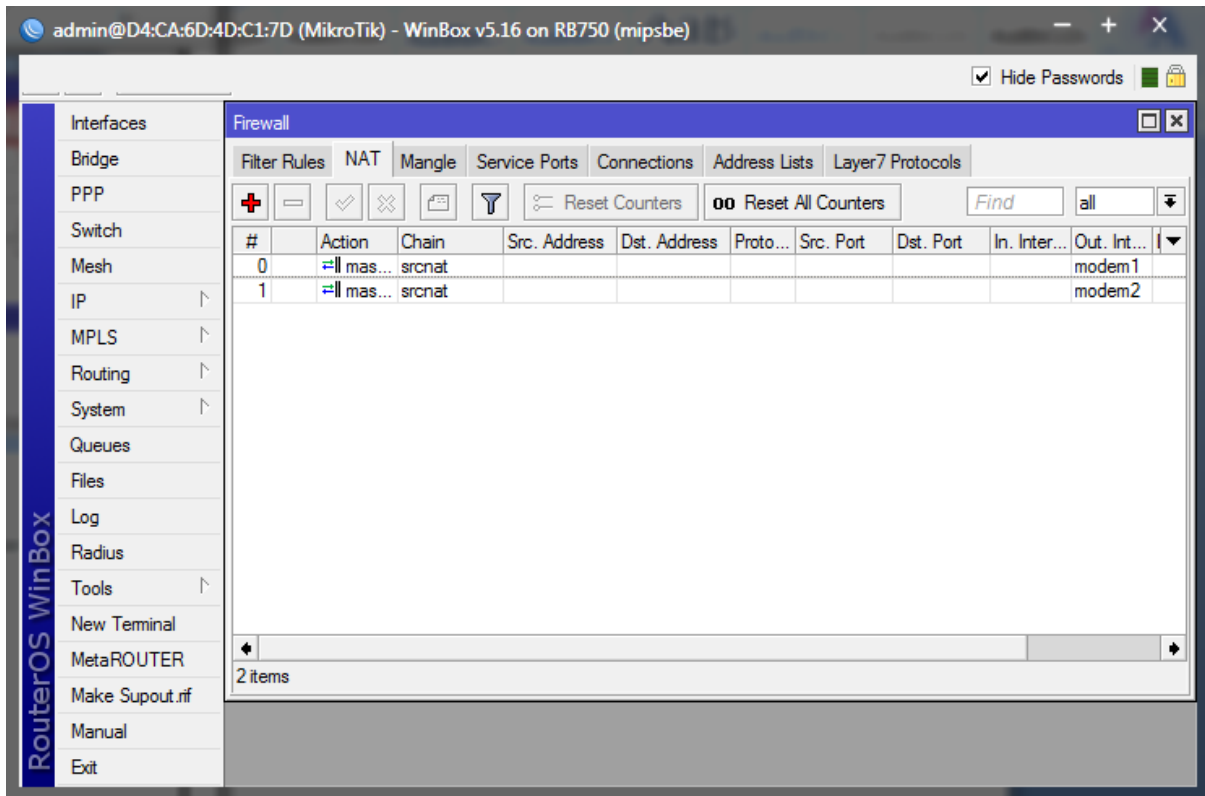 admin@D4:CA:6D:4D:C1:7D (MikroTik) - WinBox v5.16 on RB750 (mipsbe)
Hide Passwords
RouterOS WinBox
Interfaces
Bridge
PPP
Switch
Mesh
IP
MPLS
Routing
System
Queues
Files
Log
Radius
Tools
New Terminal
MetaROUTER
Make Supout.rif
Manual
Exit
Firewall
Filter Rules NAT Mangle Service Ports Connections Address Lists Layer7 Protocols
Reset Counters 00 Reset All Counters Find all
# Action Chain Src. Address Dst. Address Proto... Src. Port Dst. Port In. Inter... Out. Int...
0 mas... srcnat modem1
1 mas... srcnat modem2
2 items